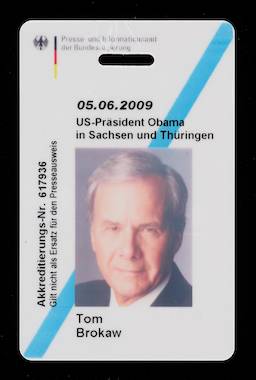 Presse- und Informationsamt
der Bundesregierung
05.06.2009
US-Präsident Obama
in Sachsen und Thüringen
Akkreditierungs-Nr. 617936
Gilt nicht als Ersatz für den Presseausweis
Tom
Brokaw